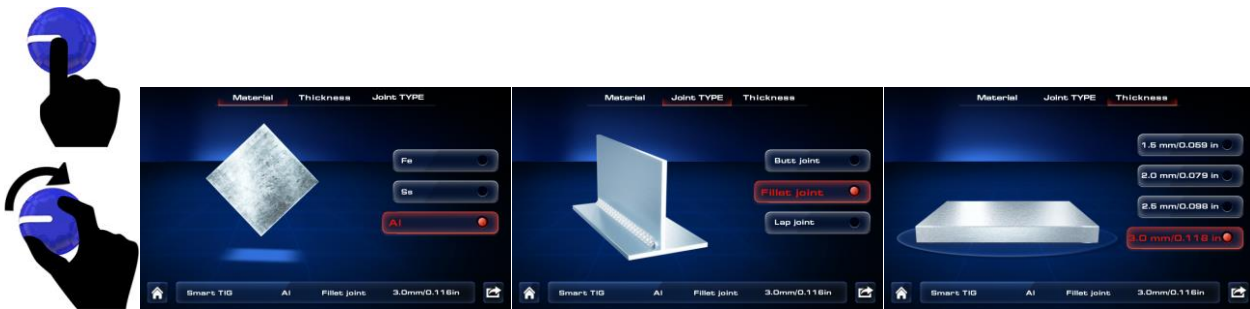 Material Thickness Joint TYPE
Fe
Ss
Al
Smart TIG Al Fillet joint 3.0mm/0.116in
Material Joint TYPE Thickness
Butt joint
Fillet joint
Lap joint
Smart TIG Al Fillet joint 3.0mm/0.116in
Material Joint TYPE Thickness
1.5 mm/0.059 in
2.0 mm/0.079 in
2.5 mm/0.098 in
3.0 mm/0.118 in
Smart TIG Al Fillet joint 3.0mm/0.116in